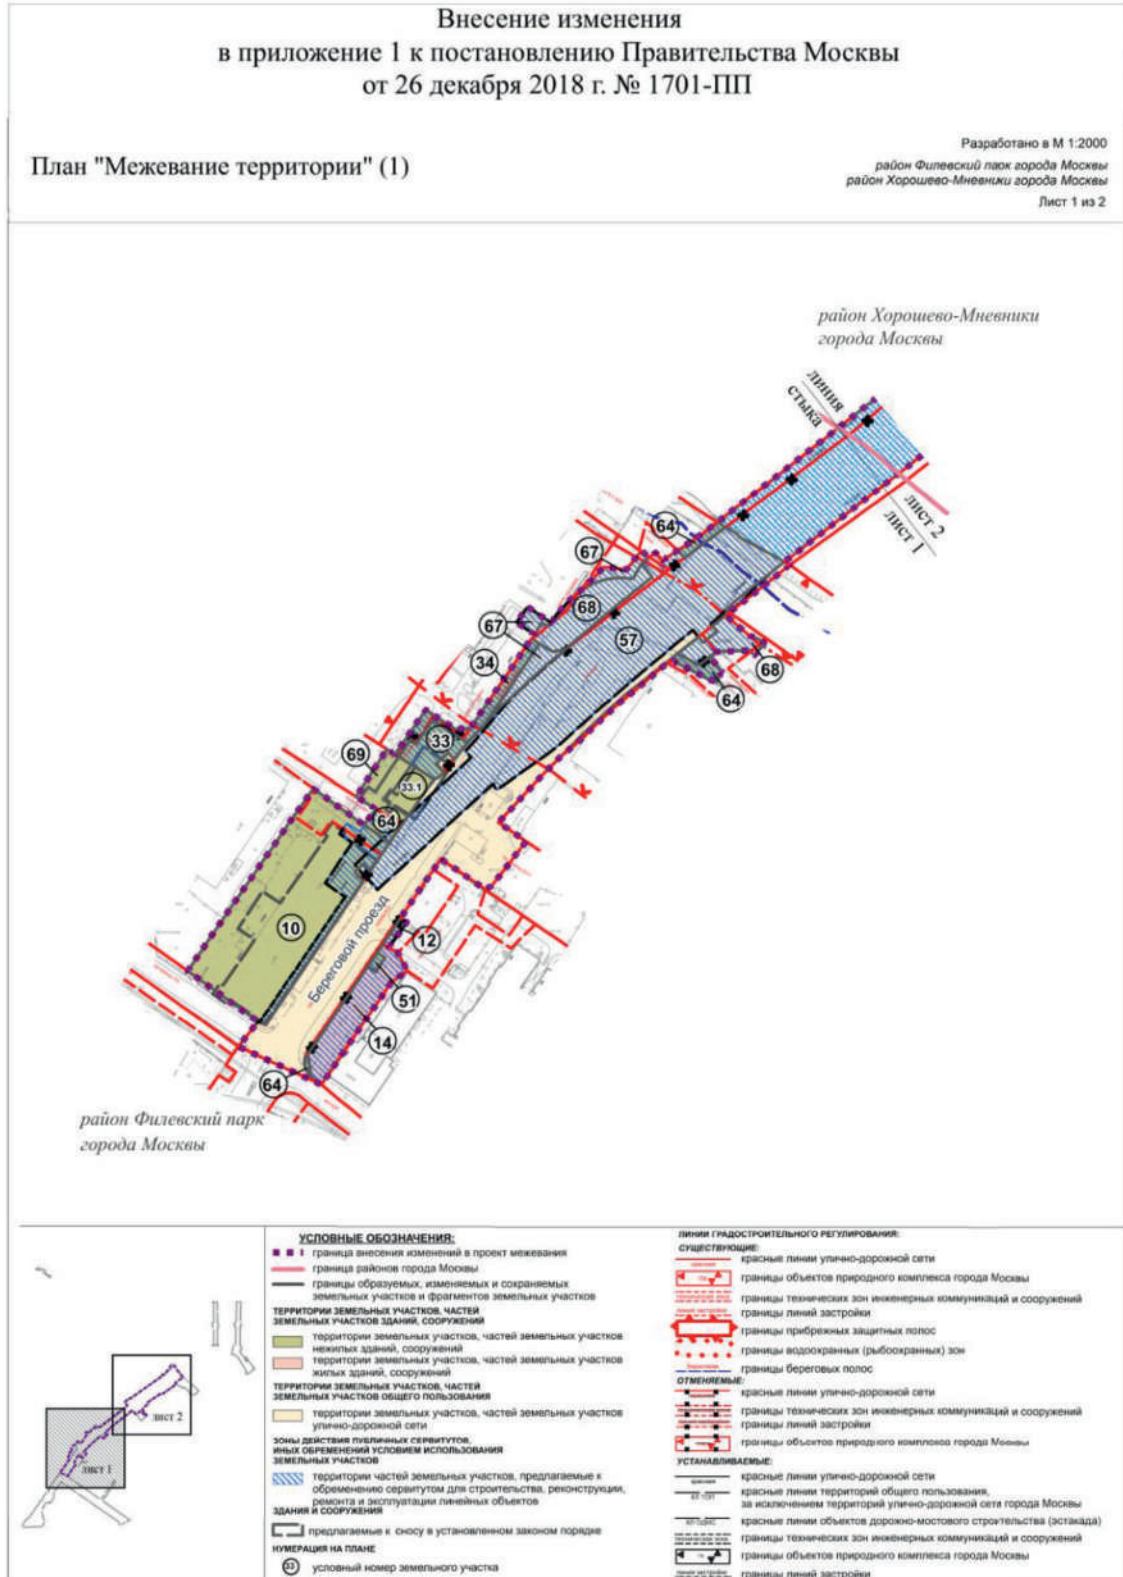 Внесение изменения
в приложение 1 к постановлению Правительства Москвы
от 26 декабря 2018 г. № 1701-ПП
План "Межевание территории" (1)
Разработано в М 1:2000
район Филевский парк города Москвы
район Хорошево-Мневники города Москвы
Лист 1 из 2
район Хорошево-Мневники
города Москвы
линия
стыка
лист 2
лист 1
64
67
68
67
57
34
68
64
33
69
33.1
64
10
12
Береговой проезд
51
14
64
район Филевский парк
города Москвы
лист 2
лист 1
УСЛОВНЫЕ ОБОЗНАЧЕНИЯ:
граница внесения изменений в проект межевания
граница районов города Москвы
границы образуемых, изменяемых и сохраняемых
земельных участков и фрагментов земельных участков
ТЕРРИТОРИИ ЗЕМЕЛЬНЫХ УЧАСТКОВ, ЧАСТЕЙ
ЗЕМЕЛЬНЫХ УЧАСТКОВ ЗДАНИЙ, СООРУЖЕНИЙ
территории земельных участков, частей земельных участков
нежилых зданий, сооружений
территории земельных участков, частей земельных участков
жилых зданий, сооружений
ТЕРРИТОРИИ ЗЕМЕЛЬНЫХ УЧАСТКОВ, ЧАСТЕЙ
ЗЕМЕЛЬНЫХ УЧАСТКОВ ОБЩЕГО ПОЛЬЗОВАНИЯ
территории земельных участков, частей земельных участков
улично-дорожной сети
ЗОНЫ ДЕЙСТВИЯ ПУБЛИЧНЫХ СЕРВИТУТОВ,
ИНЫХ ОБРЕМЕНЕНИЙ УСЛОВИЕМ ИСПОЛЬЗОВАНИЯ
ЗЕМЕЛЬНЫХ УЧАСТКОВ
территории частей земельных участков, предлагаемые к
обременению сервитутом для строительства, реконструкции,
ремонта и эксплуатации линейных объектов
ЗДАНИЯ И СООРУЖЕНИЯ
предлагаемые к сносу в установленном законом порядке
НУМЕРАЦИЯ НА ПЛАНЕ
33 условный номер земельного участка
ЛИНИИ ГРАДОСТРОИТЕЛЬНОГО РЕГУЛИРОВАНИЯ:
СУЩЕСТВУЮЩИЕ:
красные линии улично-дорожной сети
границы объектов природного комплекса города Москвы
границы технических зон инженерных коммуникаций и сооружений
границы линий застройки
границы прибрежных защитных полос
границы водоохранных (рыбоохранных) зон
границы береговых полос
ОТМЕНЯЕМЫЕ:
красные линии улично-дорожной сети
границы технических зон инженерных коммуникаций и сооружений
границы линий застройки
границы объектов природного комплекса города Москвы
УСТАНАВЛИВАЕМЫЕ:
красные линии улично-дорожной сети
красные линии территорий общего пользования,
за исключением территорий улично-дорожной сети города Москвы
красные линии объектов дорожно-мостового строительства (эстакада)
границы технических зон инженерных коммуникаций и сооружений
границы объектов природного комплекса города Москвы
границы линий застройки